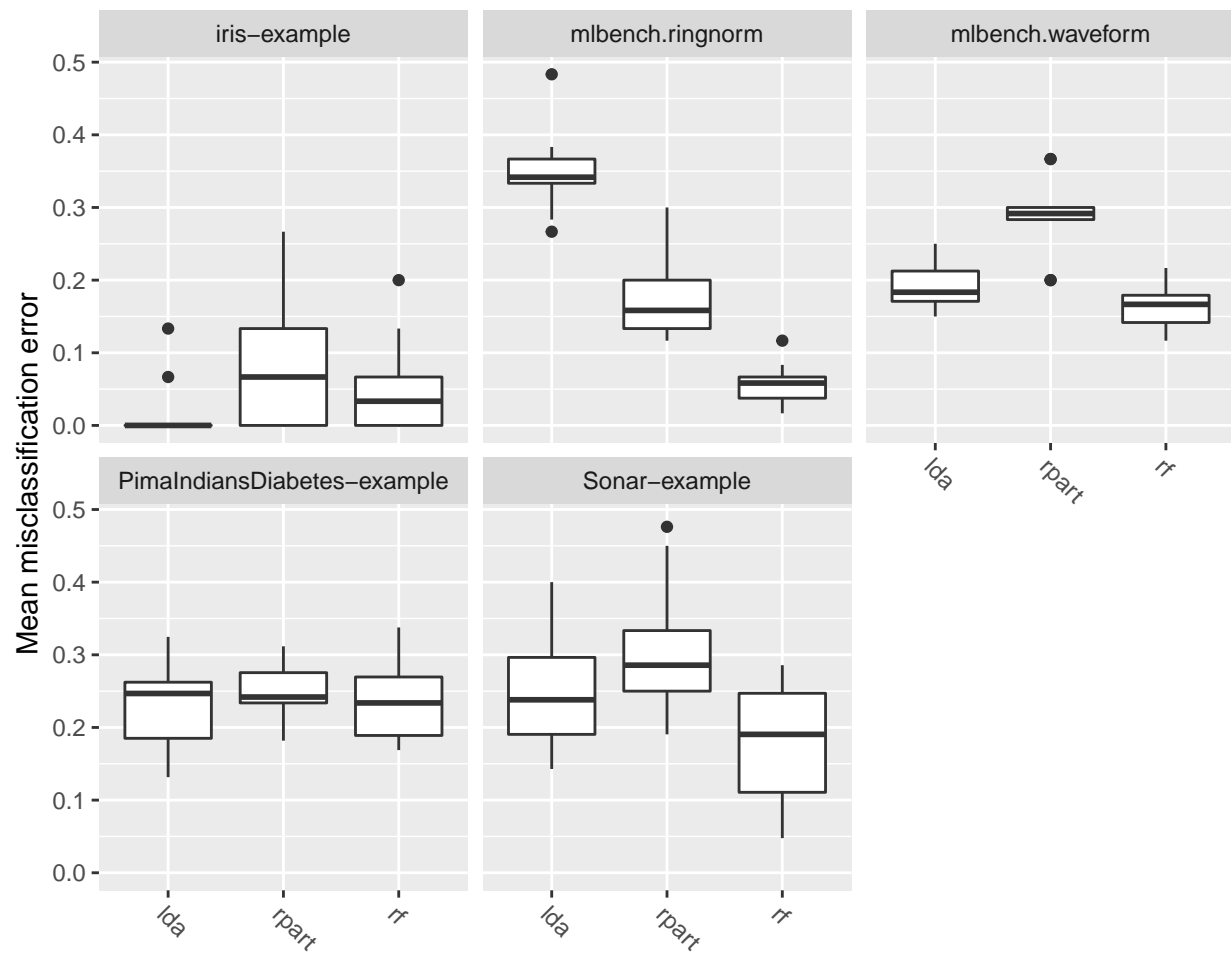 iris−example
mlbench.ringnorm
mlbench.waveform
0.5
0.4
0.3
0.2
0.1
0.0
lda
rpart
rf
PimaIndiansDiabetes−example
Sonar−example
0.5
0.4
0.3
0.2
0.1
0.0
lda
rpart
rf
lda
rpart
rf
Mean misclassification error